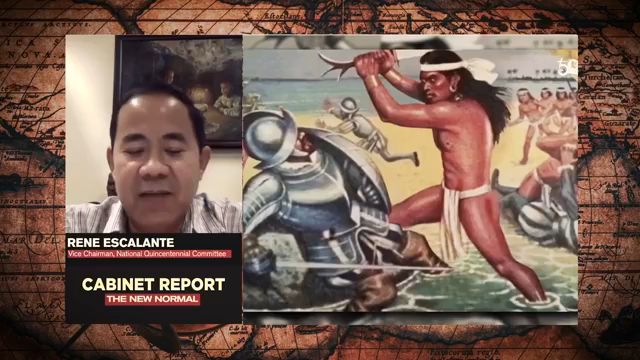 RENE ESCALANTE
Vice Chairman, National Quincentennial Committee
CABINET REPORT
THE NEW NORMAL